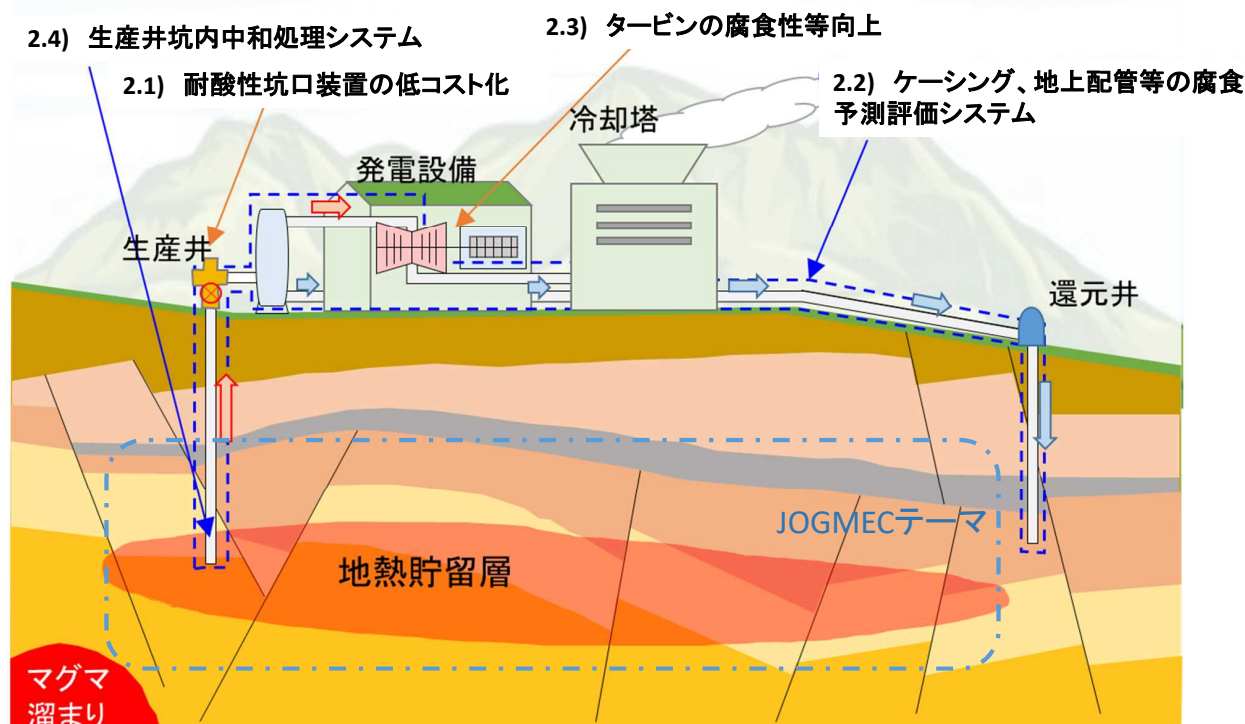 2.4) 生産井坑内中和処理システム
2.3) タービンの腐食性等向上
2.1) 耐酸性坑口装置の低コスト化
2.2) ケーシング、地上配管等の腐食
予測評価システム
冷却塔
発電設備
生産井
還元井
JOGMECテーマ
地熱貯留層
マグマ
溜まり